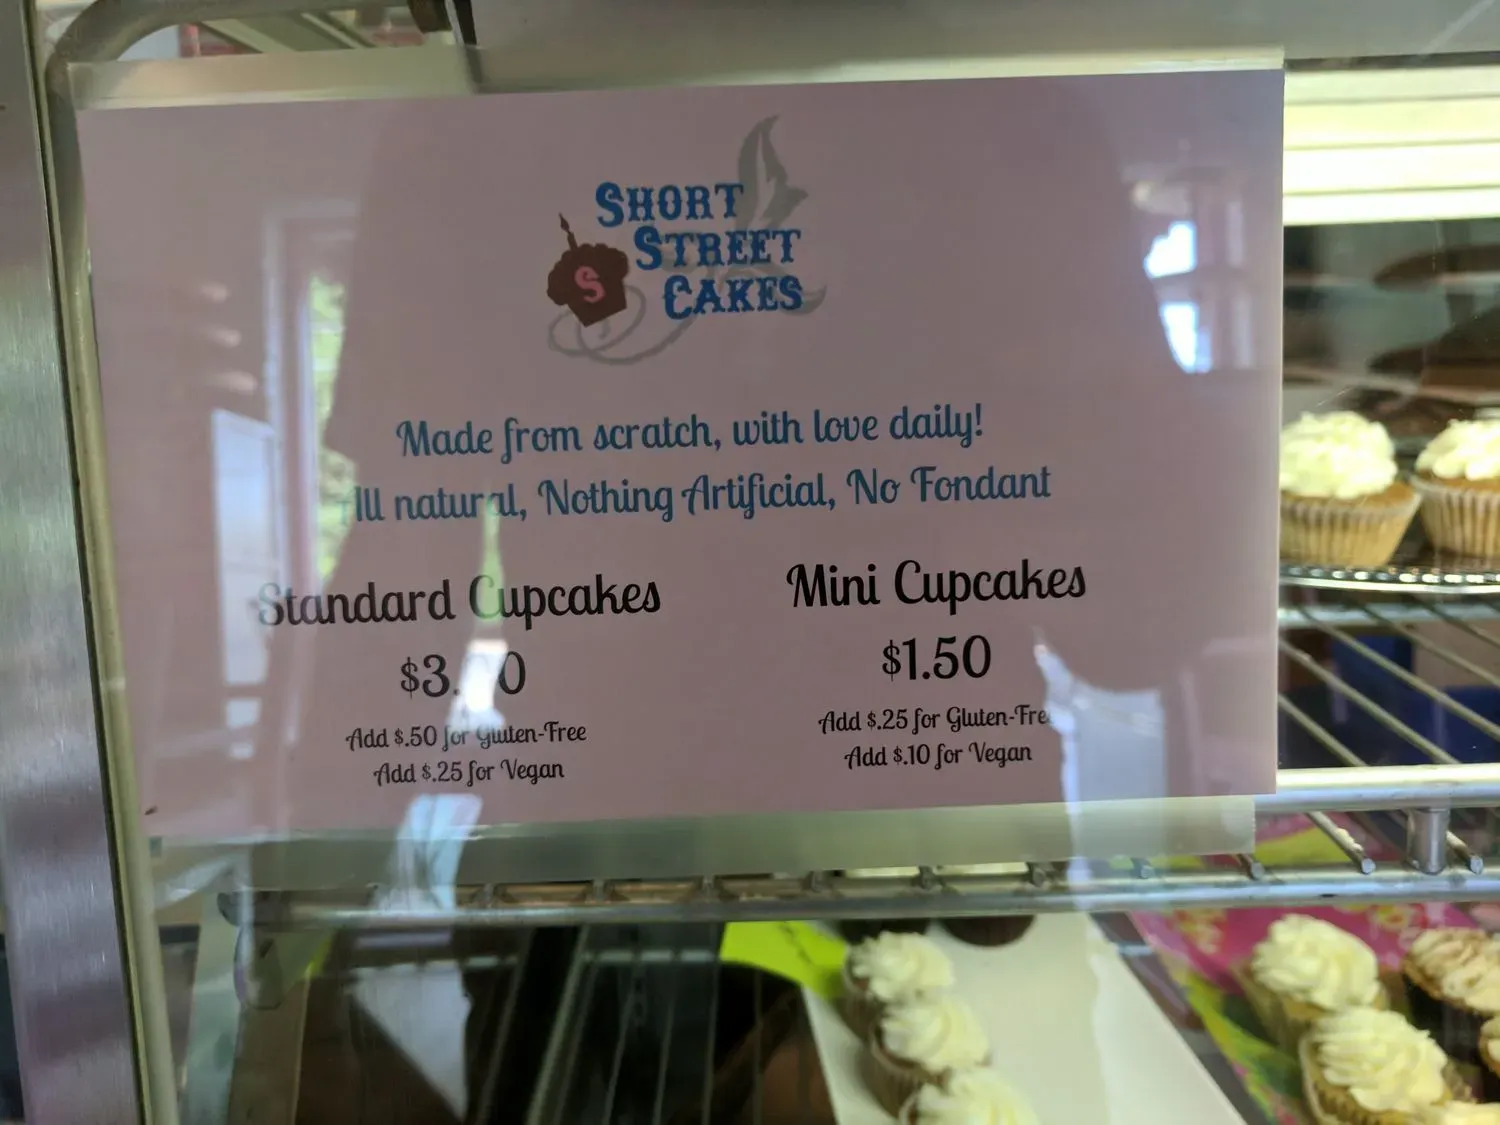 SHORT
STREET
CAKES
S
Made from scratch, with love daily!
All natural, Nothing Artificial, No Fondant
Standard Cupcakes
Mini Cupcakes
$1.50
Add $.50 for Gluten-Free
Add $.25 for Vegan
Add $.25 for Gluten-Free
Add $.10 for Vegan